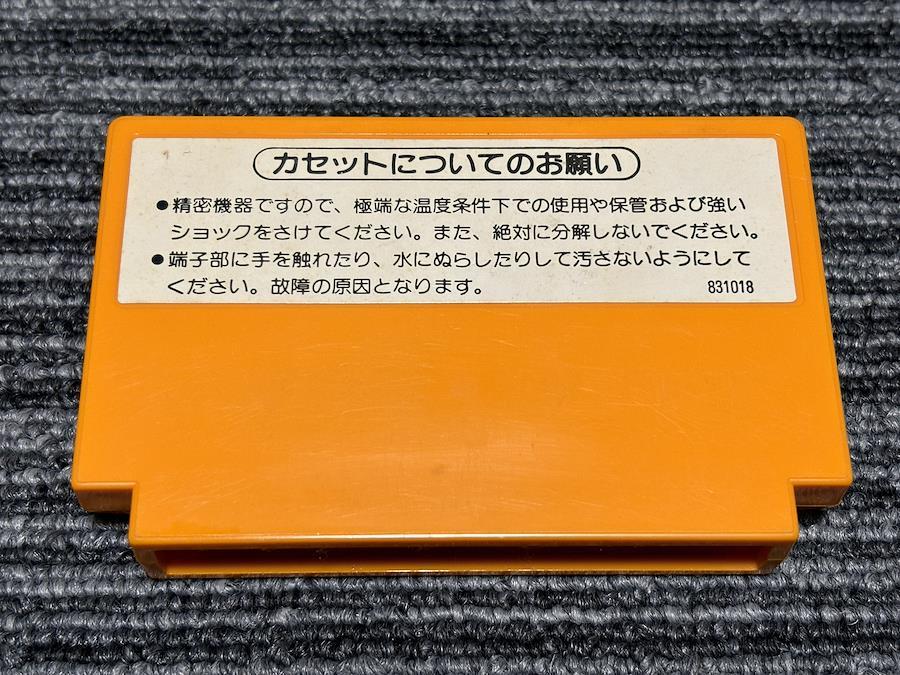 カセットについてのお願い
●精密機器ですので、極端な温度条件下での使用や保管および強い
ショックをさけてください。また、絶対に分解しないでください。
●端子部に手を触れたり、水にぬらしたりして汚さないようにして
ください。故障の原因となります。
831018